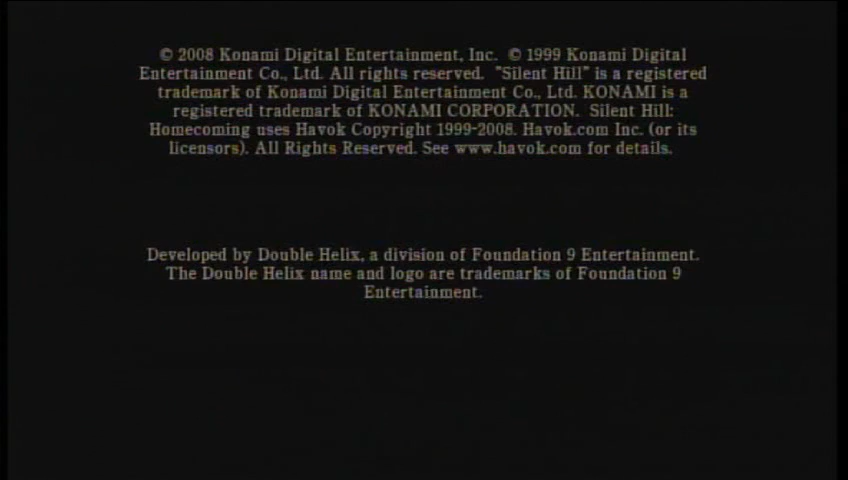 © 2008 Konami Digital Entertainment, Inc. © 1999 Konami Digital
Entertainment Co., Ltd. All rights reserved. "Silent Hill" is a registered
trademark of Konami Digital Entertainment Co., Ltd. KONAMI is a
registered trademark of KONAMI CORPORATION. Silent Hill:
Homecoming uses Havok Copyright 1999-2008. Havok.com Inc. (or its
licensors). All Rights Reserved. See www.havok.com for details.
Developed by Double Helix, a division of Foundation 9 Entertainment.
The Double Helix name and logo are trademarks of Foundation 9
Entertainment.